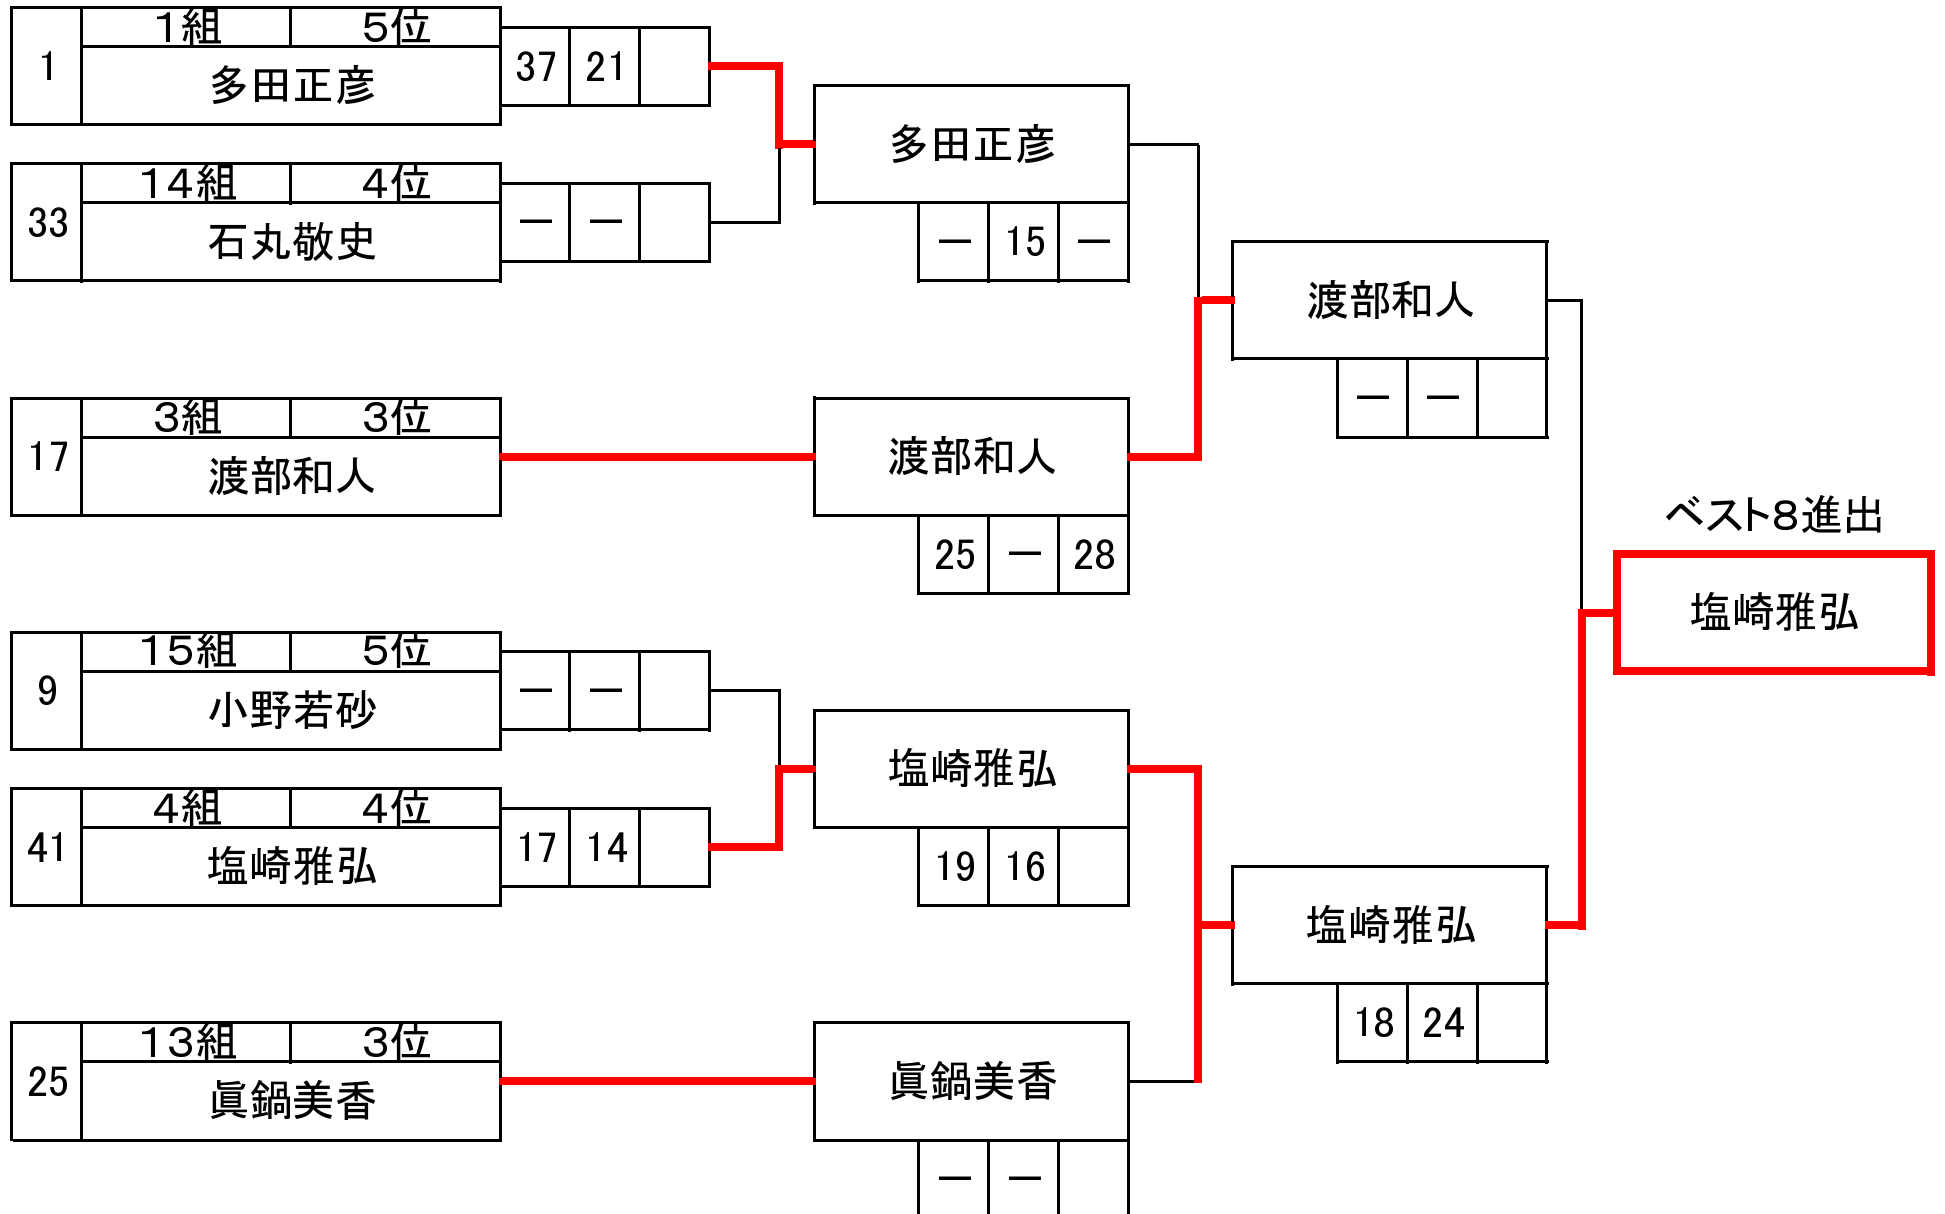 1 1組 5位
多田正彦 37 21
33 14組 4位
石丸敬史 ー ー
多田正彦
ー 15 ー
17 3組 3位
渡部和人
渡部和人
25 ー 28
渡部和人
ー ー
9 15組 5位
小野若砂 ー ー
41 4組 4位
塩崎雅弘 17 14
塩崎雅弘
19 16
25 13組 3位
眞鍋美香
眞鍋美香
ー ー
塩崎雅弘
18 24
ベスト8進出
塩崎雅弘